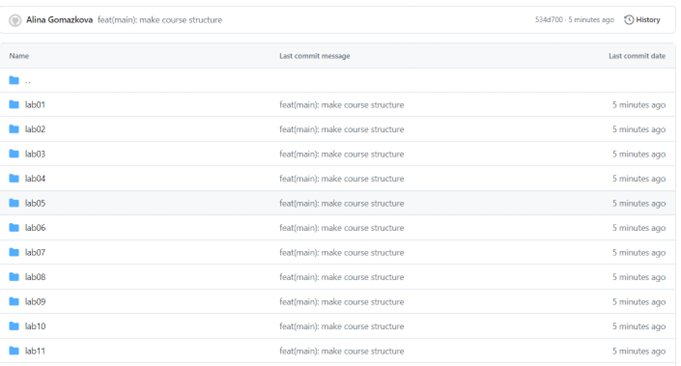 Alina Gomazkova feat(main): make course structure 534d700 · 5 minutes ago History
Name Last commit message Last commit date
..
lab01 feat(main): make course structure 5 minutes ago
lab02 feat(main): make course structure 5 minutes ago
lab03 feat(main): make course structure 5 minutes ago
lab04 feat(main): make course structure 5 minutes ago
lab05 feat(main): make course structure 5 minutes ago
lab06 feat(main): make course structure 5 minutes ago
lab07 feat(main): make course structure 5 minutes ago
lab08 feat(main): make course structure 5 minutes ago
lab09 feat(main): make course structure 5 minutes ago
lab10 feat(main): make course structure 5 minutes ago
lab11 feat(main): make course structure 5 minutes ago